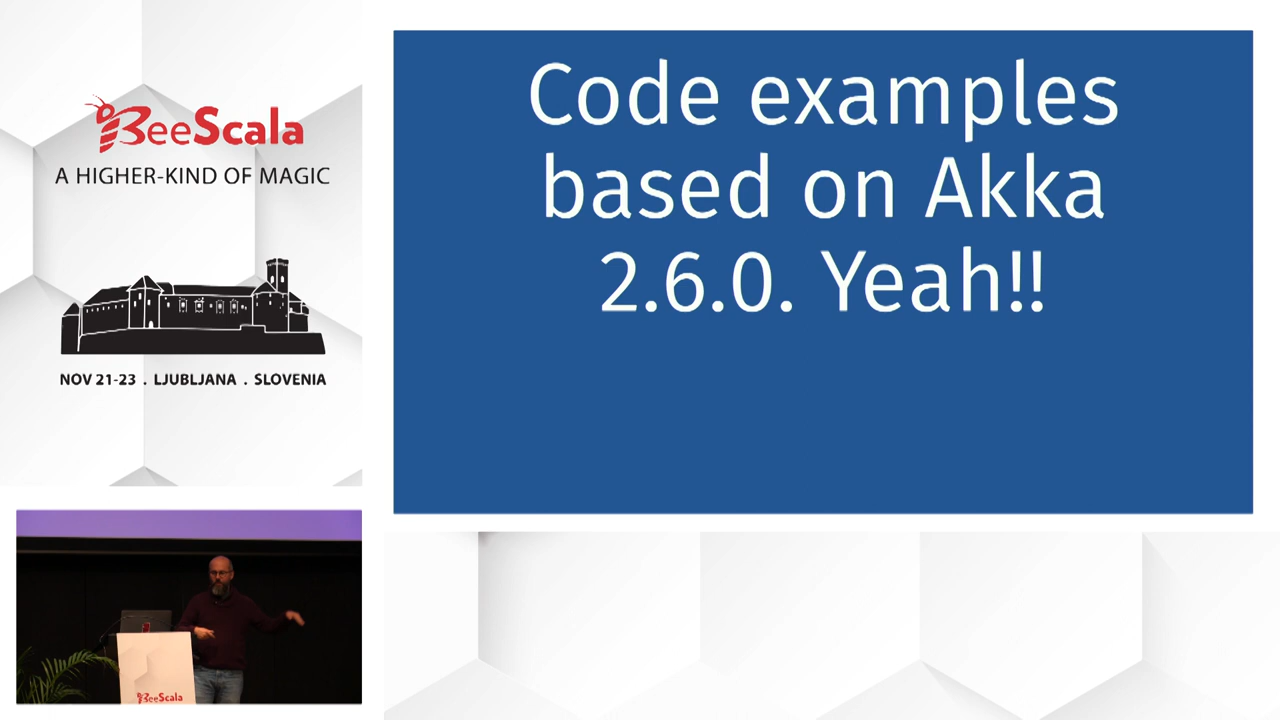 BeeScala
A HIGHER-KIND OF MAGIC
NOV 21-23 . LJUBLJANA . SLOVENIA
Code examples
based on Akka
2.6.0. Yeah!!
BeeScala